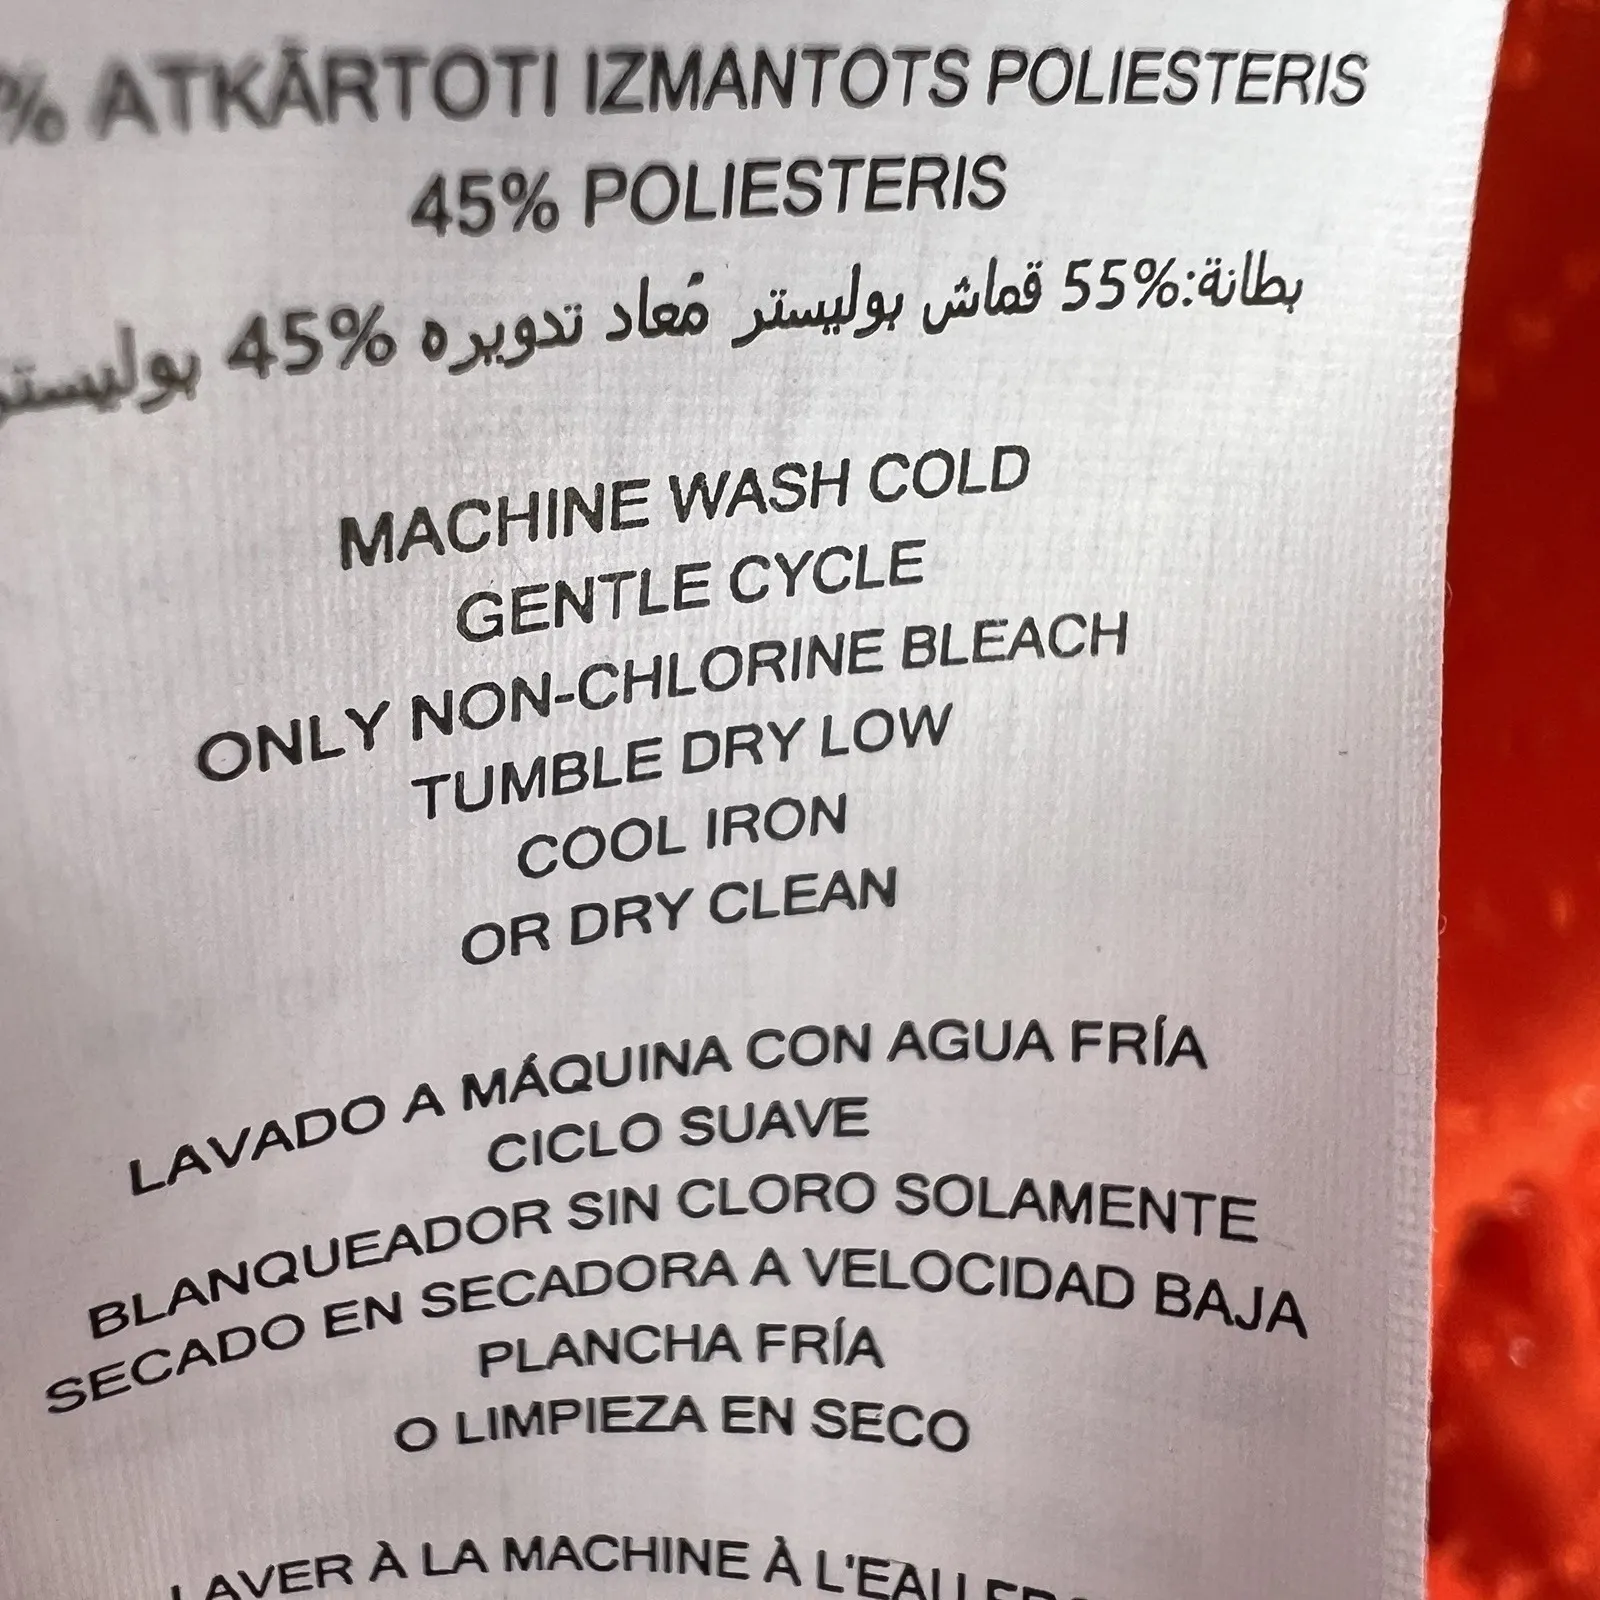 % ATKĀRTOTI IZMANTOTS POLIESTERIS
45% POLIESTERIS
بطانة:%55 قماش بوليستر مُعاد تدويره %45 بوليستر
MACHINE WASH COLD
GENTLE CYCLE
ONLY NON-CHLORINE BLEACH
TUMBLE DRY LOW
COOL IRON
OR DRY CLEAN
LAVADO A MÁQUINA CON AGUA FRÍA
CICLO SUAVE
BLANQUEADOR SIN CLORO SOLAMENTE
SECADO EN SECADORA A VELOCIDAD BAJA
PLANCHA FRÍA
O LIMPIEZA EN SECO
LAVER À LA MACHINE À L'EAU